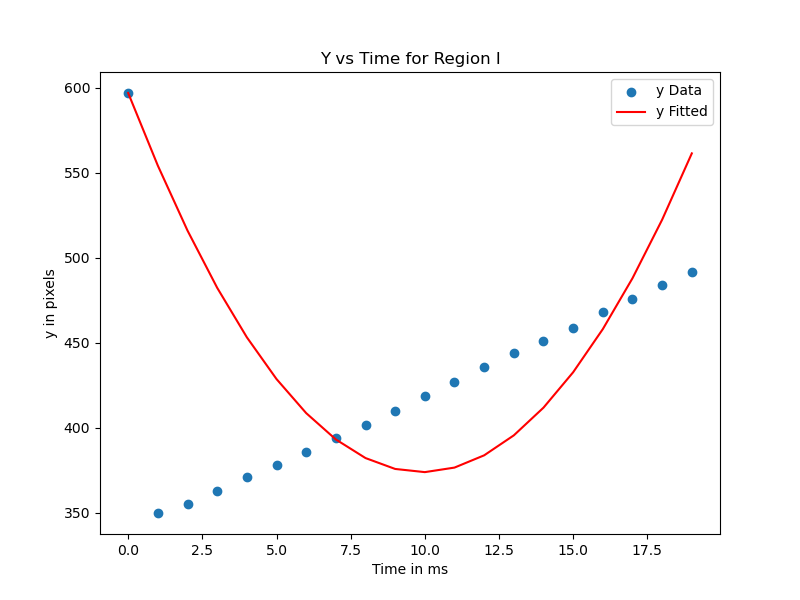 Y vs Time for Region I
y Data
y Fitted
600
550
500
450
400
350
y in pixels
0.0 2.5 5.0 7.5 10.0 12.5 15.0 17.5
Time in ms